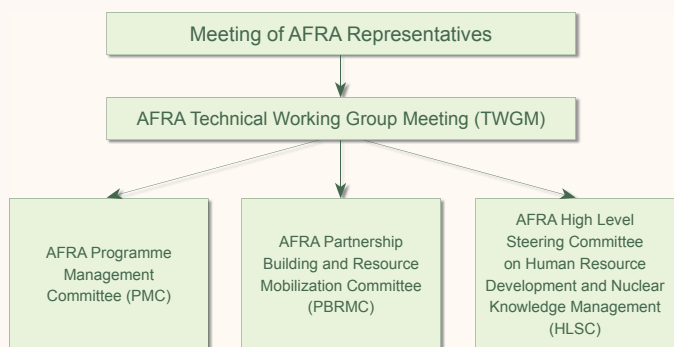 Meeting of AFRA Representatives
AFRA Technical Working Group Meeting (TWGM)
AFRA Programme
Management
Committee (PMC)
AFRA Partnership
Building and Resource
Mobilization Committee
(PBRMC)
AFRA High Level
Steering Committee
on Human Resource
Development and Nuclear
Knowledge Management
(HLSC)